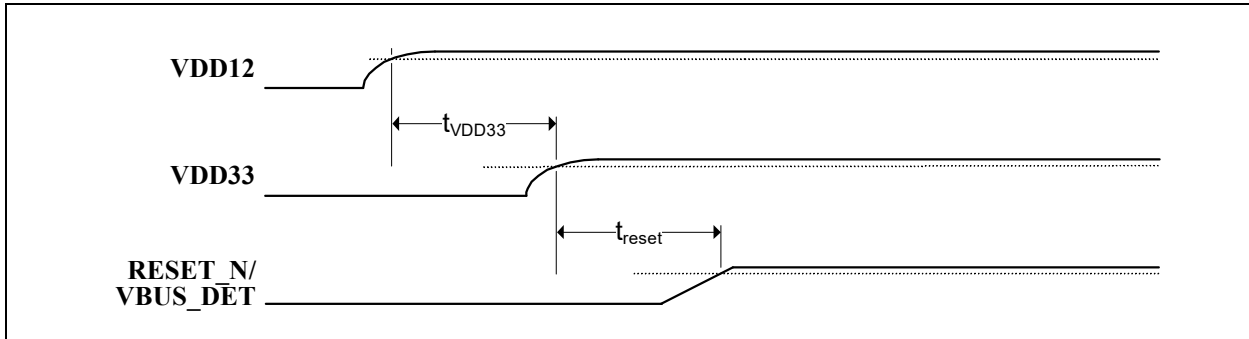 VDD12
tVDD33
VDD33
treset
RESET_N/
VBUS_DET